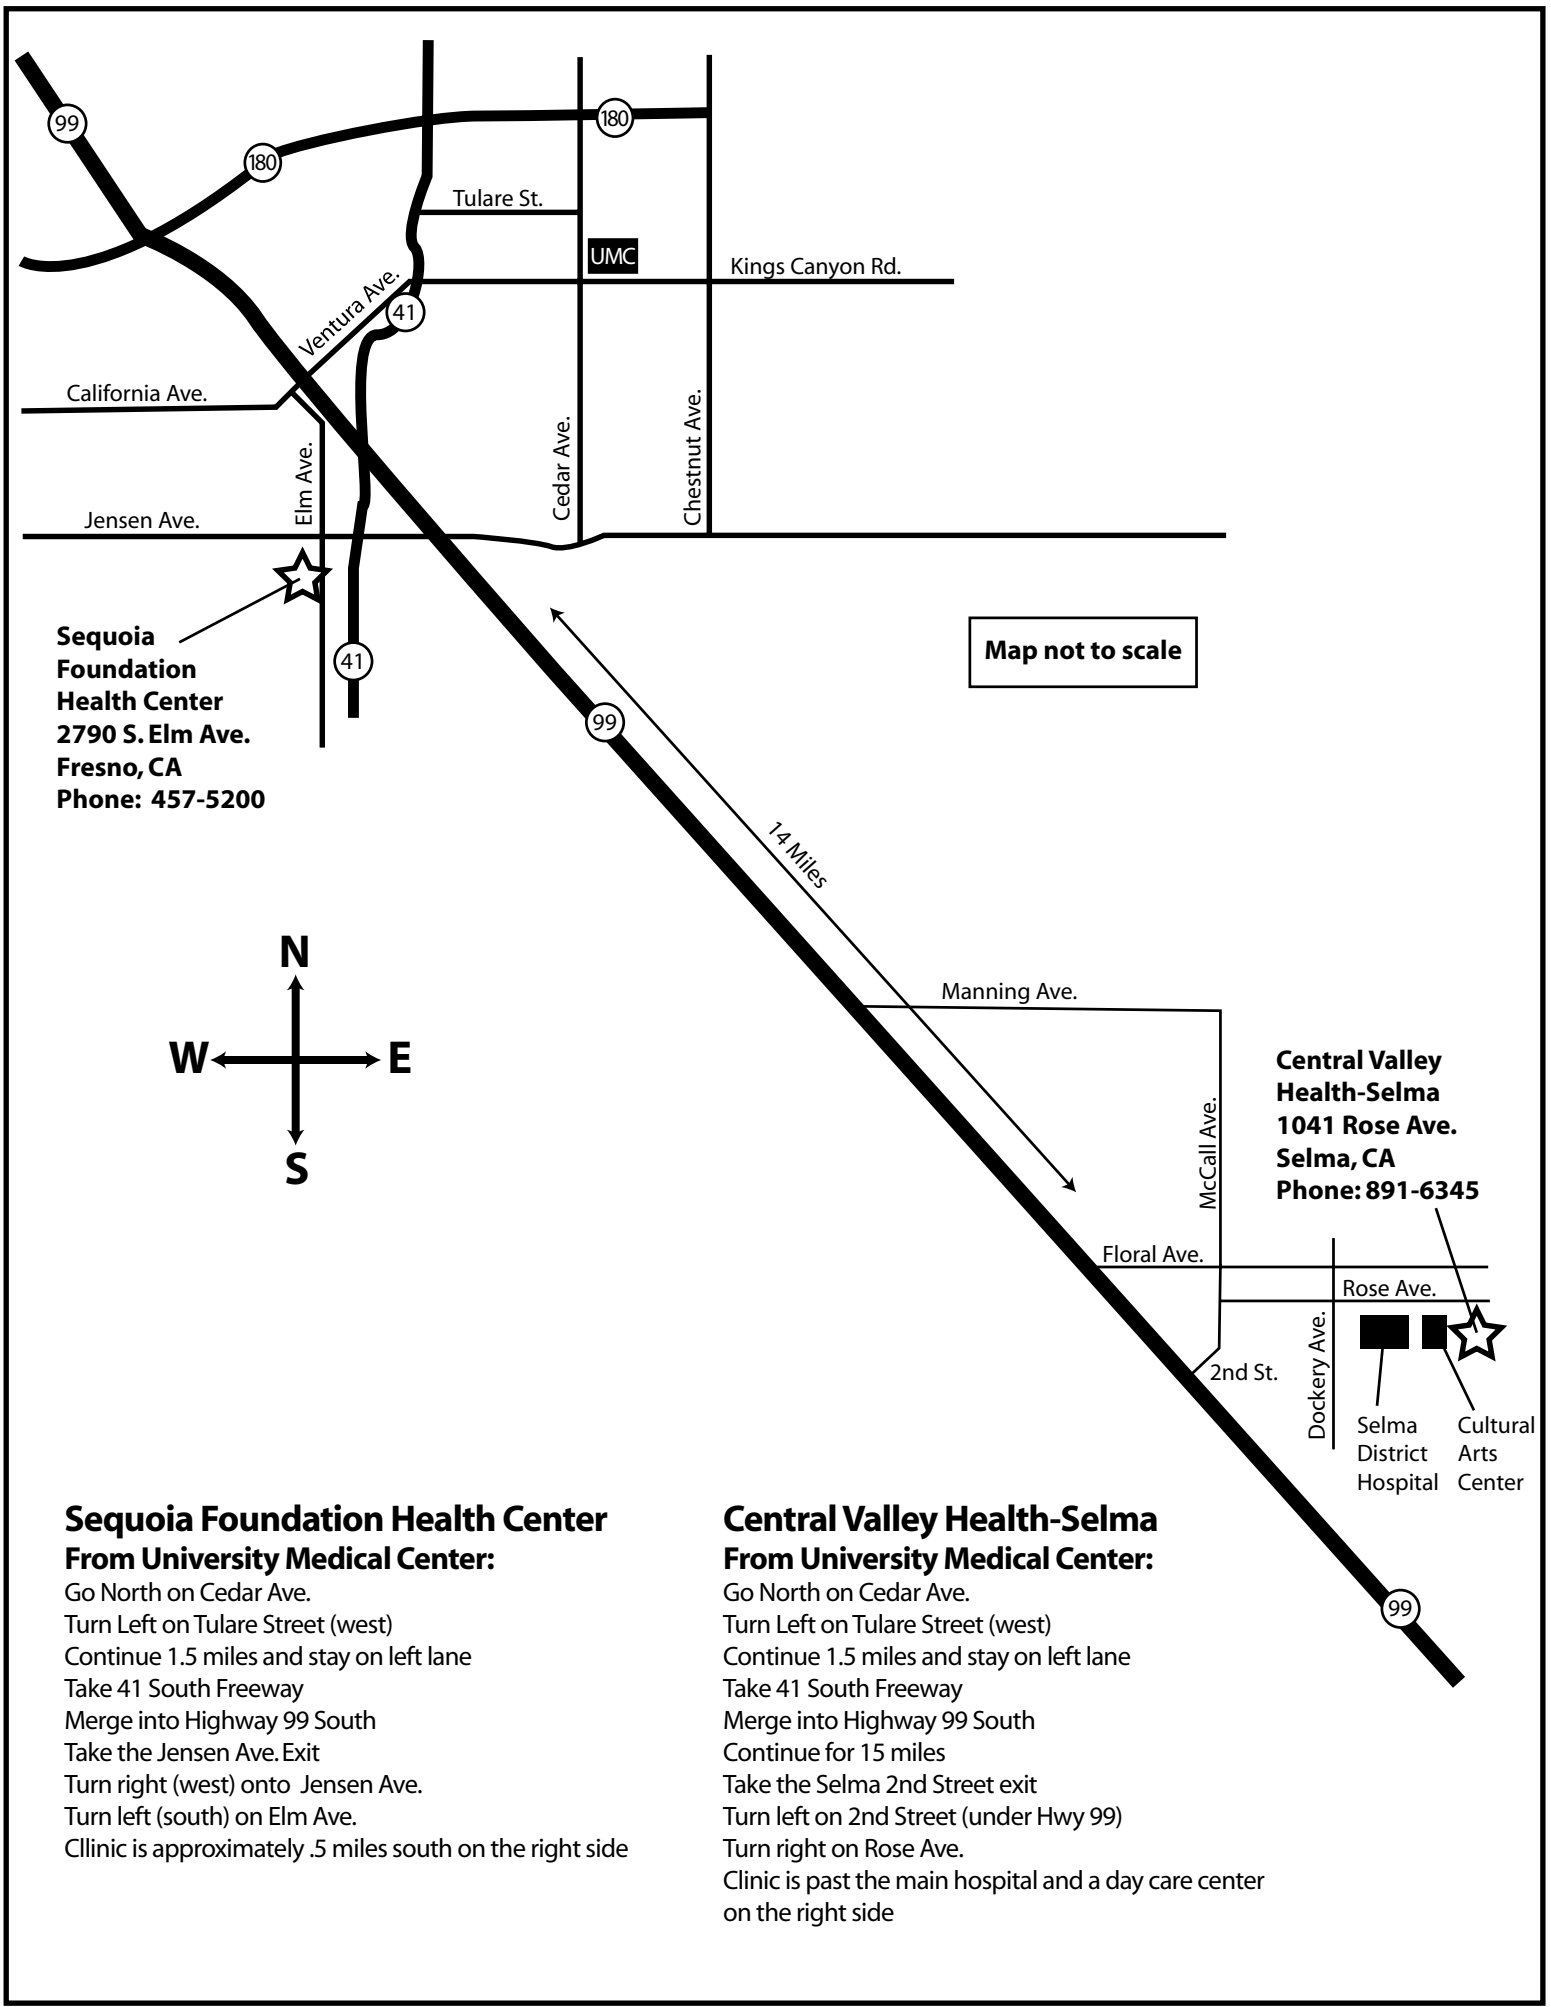 99
180
180
Tulare St.
UMC
Kings Canyon Rd.
Ventura Ave.
41
California Ave.
Elm Ave.
Cedar Ave.
Chestnut Ave.
Jensen Ave.
Sequoia
Foundation
Health Center
2790 S. Elm Ave.
Fresno, CA
Phone: 457-5200
41
Map not to scale
99
14 Miles
N
W
E
S
Manning Ave.
McCall Ave.
Central Valley
Health-Selma
1041 Rose Ave.
Selma, CA
Phone: 891-6345
Floral Ave.
Rose Ave.
2nd St.
Dockery Ave.
Selma
District
Hospital
Cultural
Arts
Center
99
Sequoia Foundation Health Center
From University Medical Center:
Go North on Cedar Ave.
Turn Left on Tulare Street (west)
Continue 1.5 miles and stay on left lane
Take 41 South Freeway
Merge into Highway 99 South
Take the Jensen Ave. Exit
Turn right (west) onto Jensen Ave.
Turn left (south) on Elm Ave.
Cllinic is approximately .5 miles south on the right side
Central Valley Health-Selma
From University Medical Center:
Go North on Cedar Ave.
Turn Left on Tulare Street (west)
Continue 1.5 miles and stay on left lane
Take 41 South Freeway
Merge into Highway 99 South
Continue for 15 miles
Take the Selma 2nd Street exit
Turn left on 2nd Street (under Hwy 99)
Turn right on Rose Ave.
Clinic is past the main hospital and a day care center
on the right side